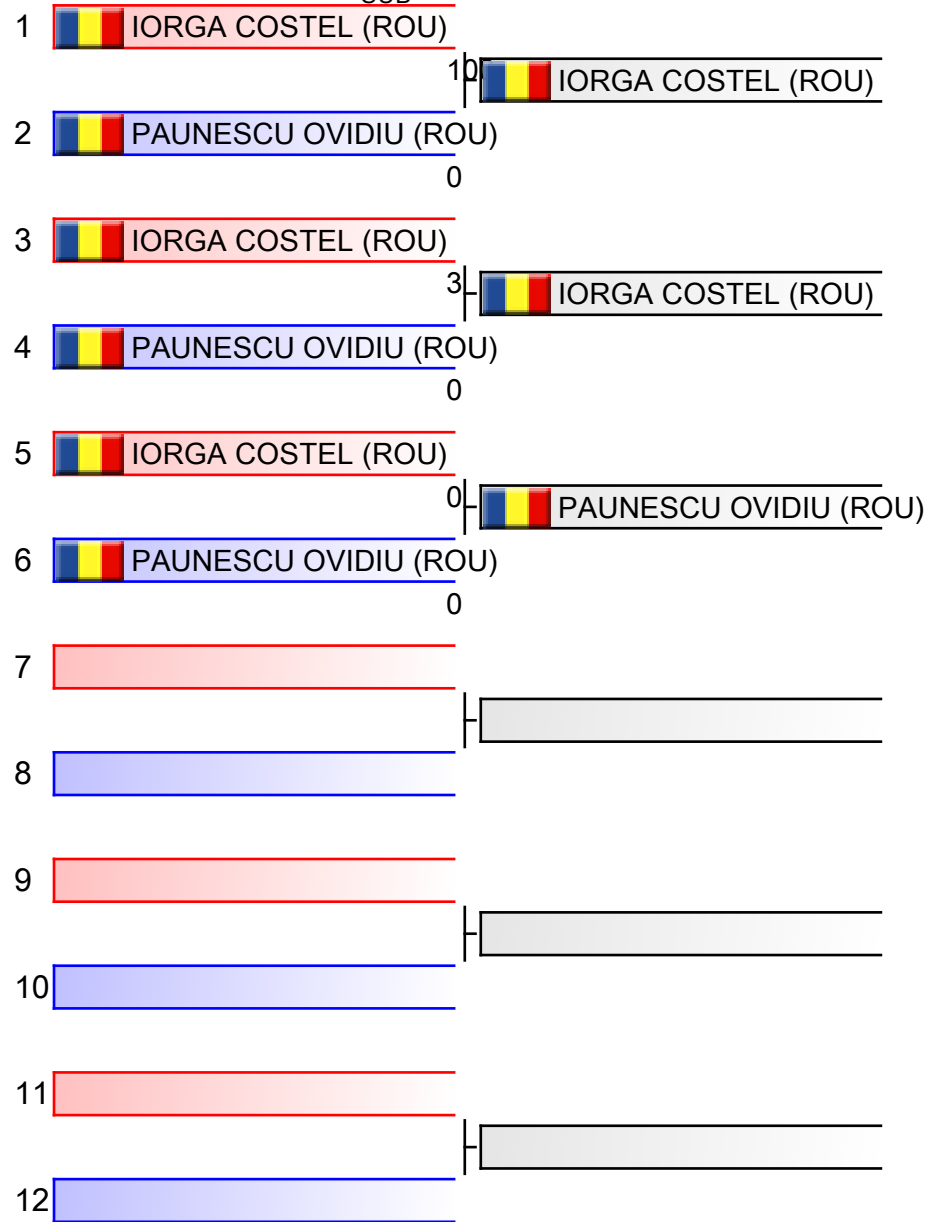 1 IORGA COSTEL (ROU)
IORGA COSTEL (ROU)
2 PAUNESCU OVIDIU (ROU)
0
3 IORGA COSTEL (ROU)
3 IORGA COSTEL (ROU)
4 PAUNESCU OVIDIU (ROU)
0
5 IORGA COSTEL (ROU)
0 PAUNESCU OVIDIU (ROU)
6 PAUNESCU OVIDIU (ROU)
0
7
8
9
10
11
12